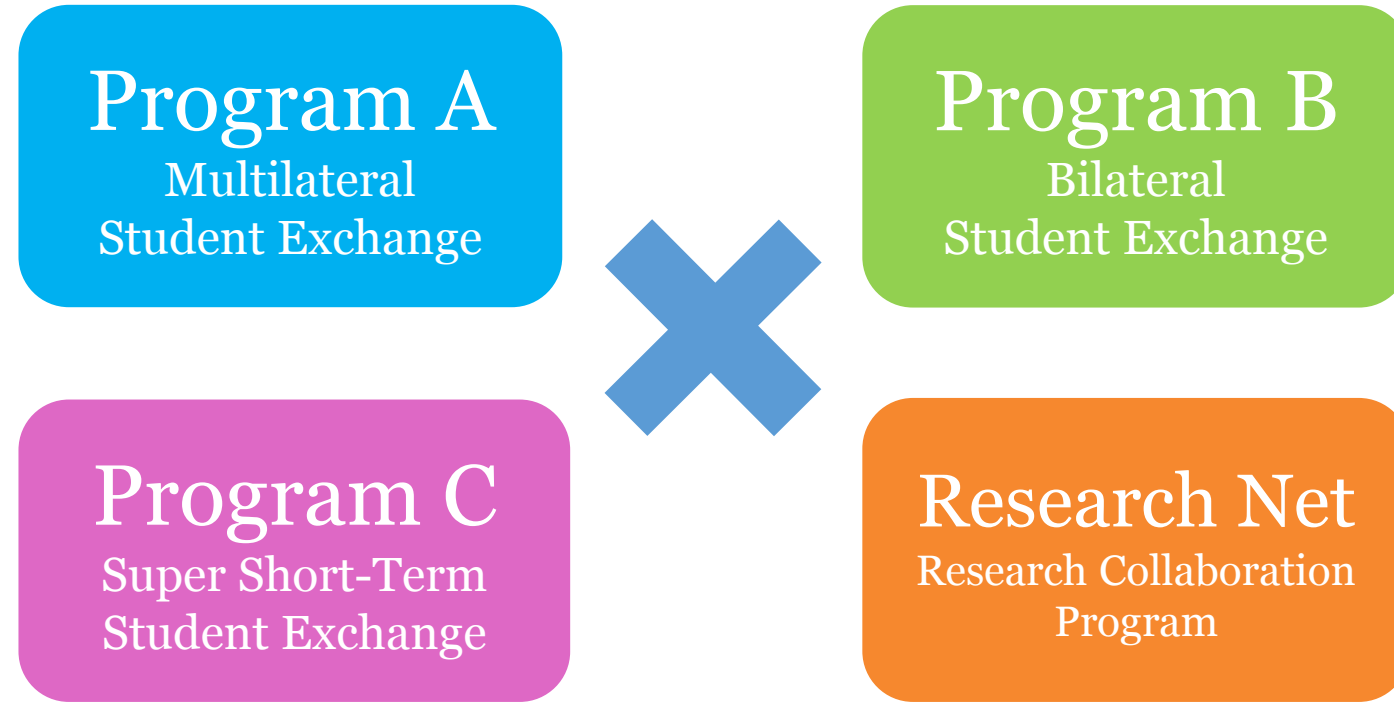 Program A
Multilateral
Student Exchange
Program B
Bilateral
Student Exchange
Program C
Super Short-Term
Student Exchange
Research Net
Research Collaboration
Program